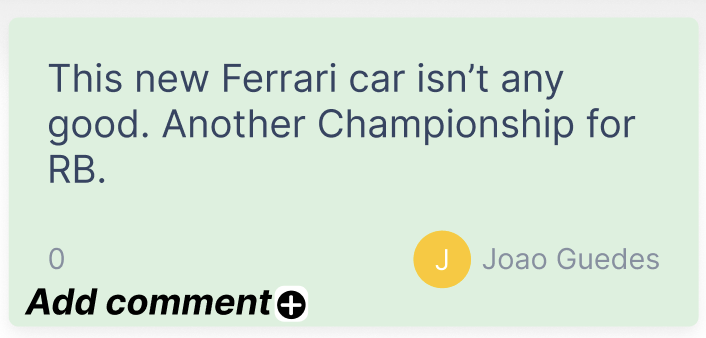 This new Ferrari car isn’t any
good. Another Championship for
RB.
0
J Joao Guedes
Add comment